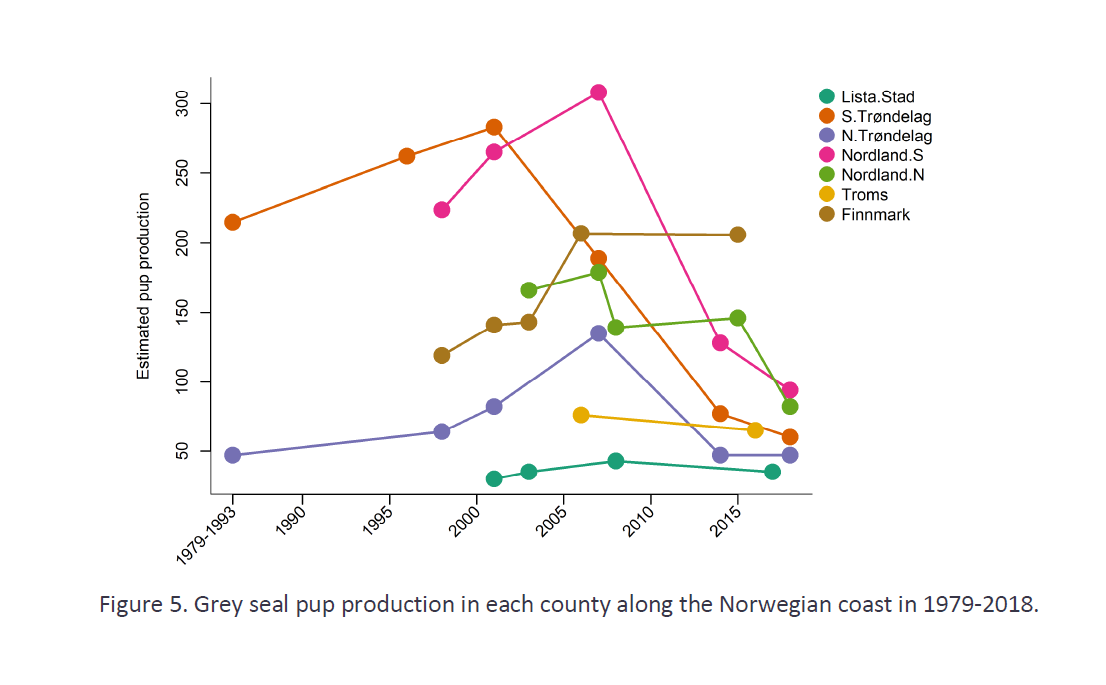 300
250
200
150
100
50
Estimated pup production
1979-1993
1990
1995
2000
2005
2010
2015
Lista.Stad
S.Trøndelag
N.Trøndelag
Nordland.S
Nordland.N
Troms
Finnmark
Figure 5. Grey seal pup production in each county along the Norwegian coast in 1979-2018.